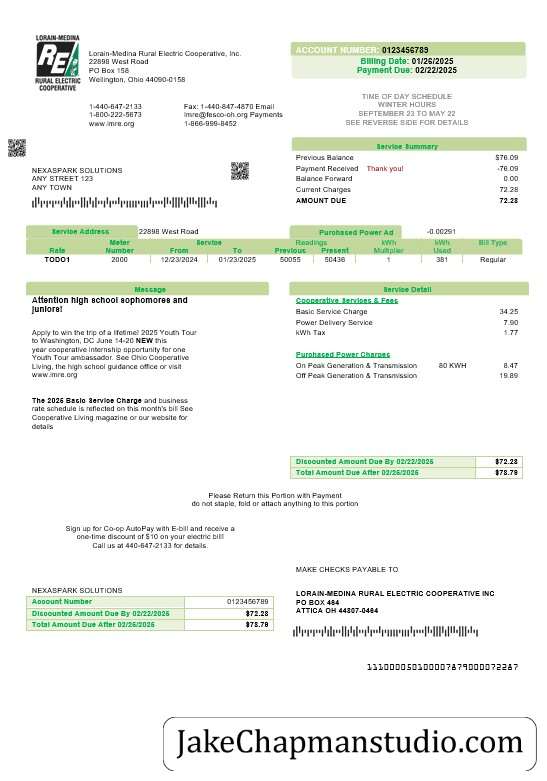 LORAIN-MEDINA
RE
RURAL ELECTRIC
COOPERATIVE
Lorain-Medina Rural Electric Cooperative, Inc.
22898 West Road
PO Box 158
Wellington, Ohio 44090-0158
1-440-647-2133
1-800-222-5673
www.lmre.org
Fax: 1-440-647-4870 Email
lmre@fesco-oh.org Payments
1-866-999-8452
ACCOUNT NUMBER: 0123456789
Billing Date: 01/26/2025
Payment Due: 02/22/2025
TIME OF DAY SCHEDULE
WINTER HOURS
SEPTEMBER 23 TO MAY 22
SEE REVERSE SIDE FOR DETAILS
NEXASPARK SOLUTIONS
ANY STREET 123
ANY TOWN
Service Summary
Previous Balance $76.09
Payment Received Thank you! -76.09
Balance Forward 0.00
Current Charges 72.28
AMOUNT DUE 72.28
Service Address 22898 West Road Purchased Power Ad -0.00291
Meter Service Readings kWh kWh Bill Type
Rate Number From To Previous Present Multiplier Used
TOD01 2000 12/23/2024 01/23/2025 50055 50436 1 381 Regular
Message
Attention high school sophomores and
juniors!
Apply to win the trip of a lifetime! 2025 Youth Tour
to Washington, DC June 14-20 NEW this
year cooperative internship opportunity for one
Youth Tour ambassador. See Ohio Cooperative
Living, the high school guidance office or visit
www.lmre.org
The 2025 Basic Service Charge and business
rate schedule is reflected on this month's bill See
Cooperative Living magazine or our website for
details
Service Detail
Cooperative Services & Fees
Basic Service Charge 34.25
Power Delivery Service 7.90
kWh Tax 1.77
Purchased Power Charges
On Peak Generation & Transmission 80 KWH 8.47
Off Peak Generation & Transmission 19.89
Discounted Amount Due By 02/22/2025 $72.28
Total Amount Due After 02/25/2025 $78.79
Please Return this Portion with Payment
do not staple, fold or attach anything to this portion
Sign up for Co-op AutoPay with E-bill and receive a
one-time discount of $10 on your electric bill!
Call us at 440-647-2133 for details.
MAKE CHECKS PAYABLE TO
NEXASPARK SOLUTIONS
Account Number 0123456789
Discounted Amount Due By 02/22/2025 $72.28
Total Amount Due After 02/25/2025 $78.79
LORAIN-MEDINA RURAL ELECTRIC COOPERATIVE INC
PO BOX 464
ATTICA OH 44807-0464
11100005010000787900007228?
JakeChapmanstudio.com